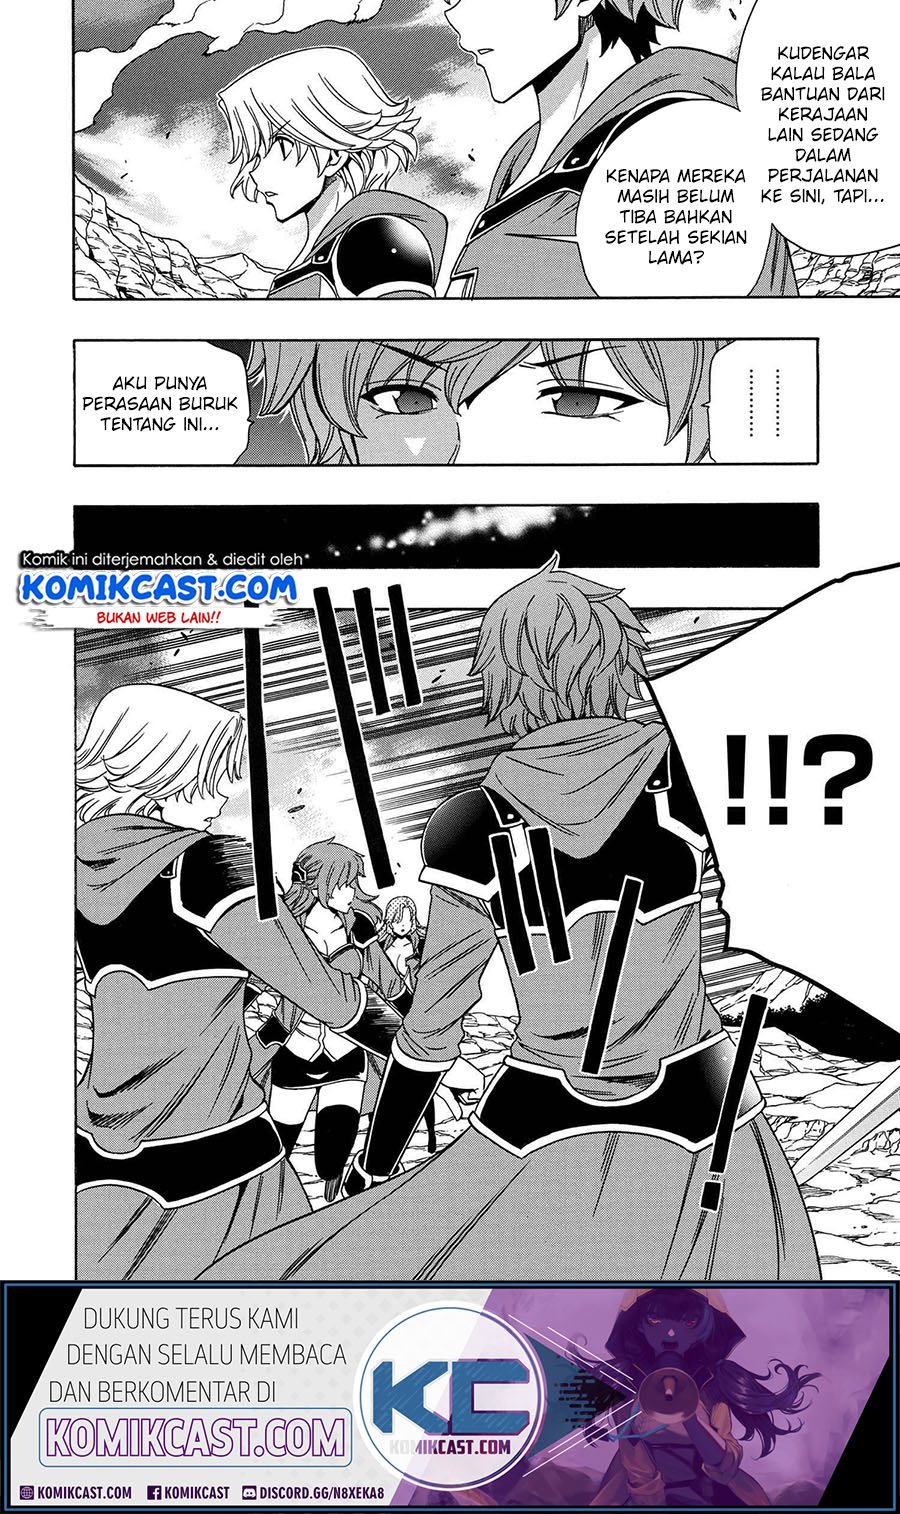 KUDENGAR
KALAU BALA
BANTUAN DARI
KERAJAAN
LAIN SEDANG
DALAM
PERJALANAN
KE SINI, TAPI...
KENAPA MEREKA
MASIH BELUM
TIBA BAHKAN
SETELAH SEKIAN
LAMA?
AKU PUNYA
PERASAAN BURUK
TENTANG INI...
Komik ini diterjemahkan & diedit oleh
KOMIKCAST.COM
BUKAN WEB LAIN!!
!!?
DUKUNG TERUS KAMI
DENGAN SELALU MEMBACA
DAN BERKOMENTAR DI
KOMIKCAST.COM
KC
KOMIKCAST.COM
KOMIKCAST.COM KOMIKCAST DISCORD.GG/N8XEKA8